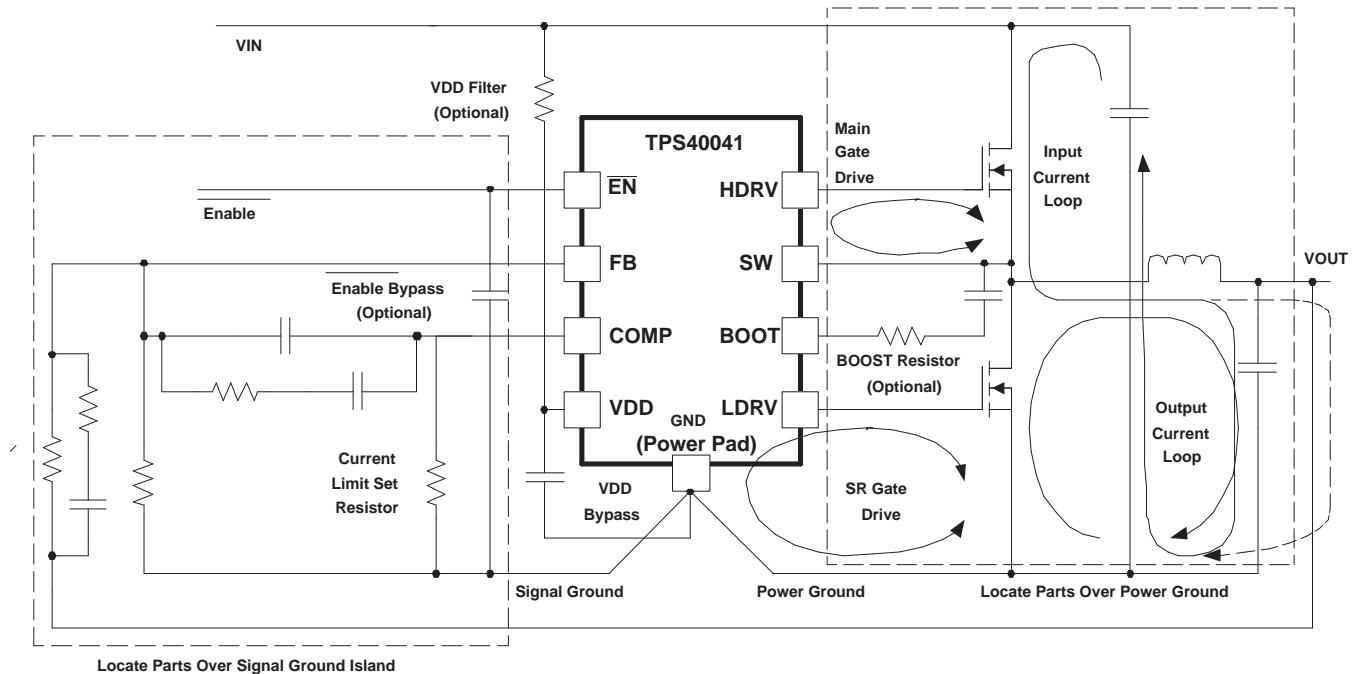 VIN
VDD Filter
(Optional)
TPS40041
Main
Gate
Drive
Input
Current
Loop
EN
HDRV
Enable
FB
SW
VOUT
Enable Bypass
(Optional)
COMP
BOOT
BOOST Resistor
(Optional)
VDD
LDRV
GND
(Power Pad)
Output
Current
Loop
Current
Limit Set
Resistor
VDD
Bypass
SR Gate
Drive
Signal Ground
Power Ground
Locate Parts Over Power Ground
Locate Parts Over Signal Ground Island